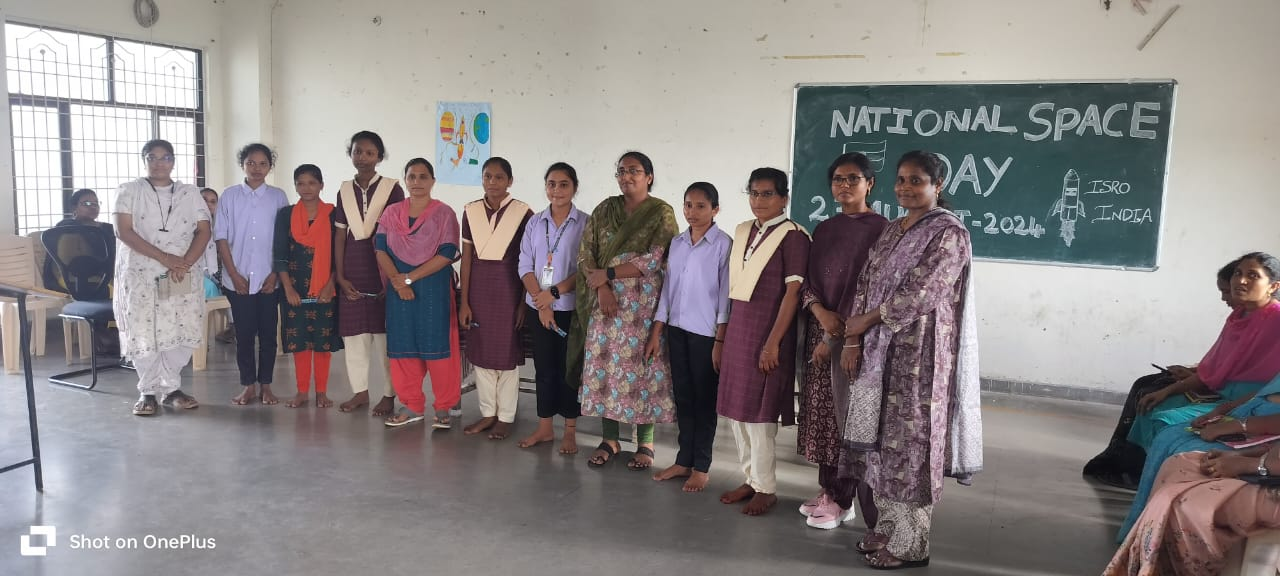 NATIONAL SPACE
DAY
ISRO
INDIA
-2024
Shot on OnePlus